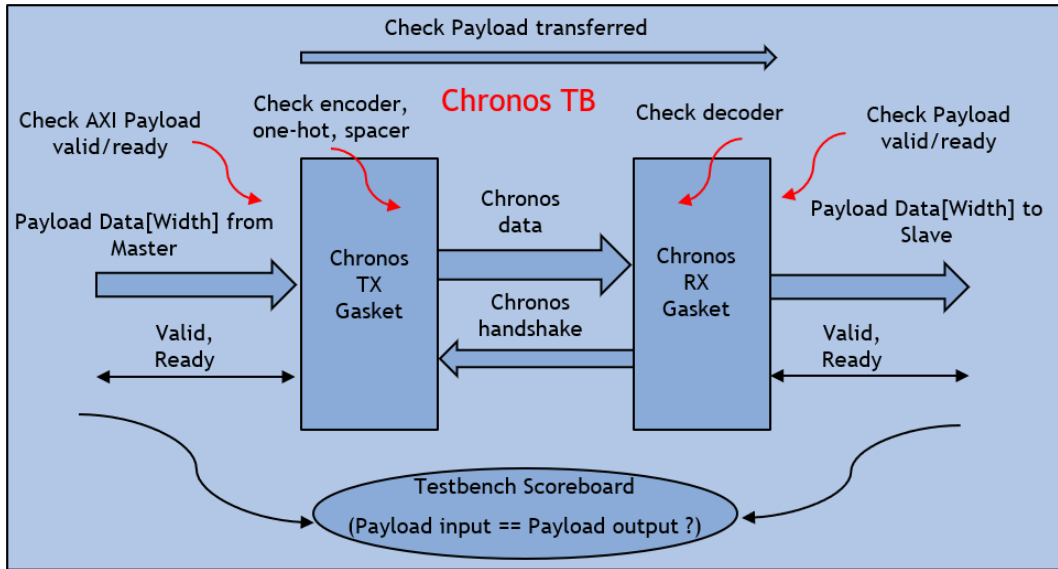 Check Payload transferred
Chronos TB
Check AXI Payload
valid/ready
Check encoder,
one-hot, spacer
Check decoder
Check Payload
valid/ready
Payload Data[Width] from
Master
Chronos
TX
Gasket
Chronos
data
Chronos
handshake
Chronos
RX
Gasket
Payload Data[Width] to
Slave
Valid,
Ready
Valid,
Ready
Testbench Scoreboard
(Payload input == Payload output ?)